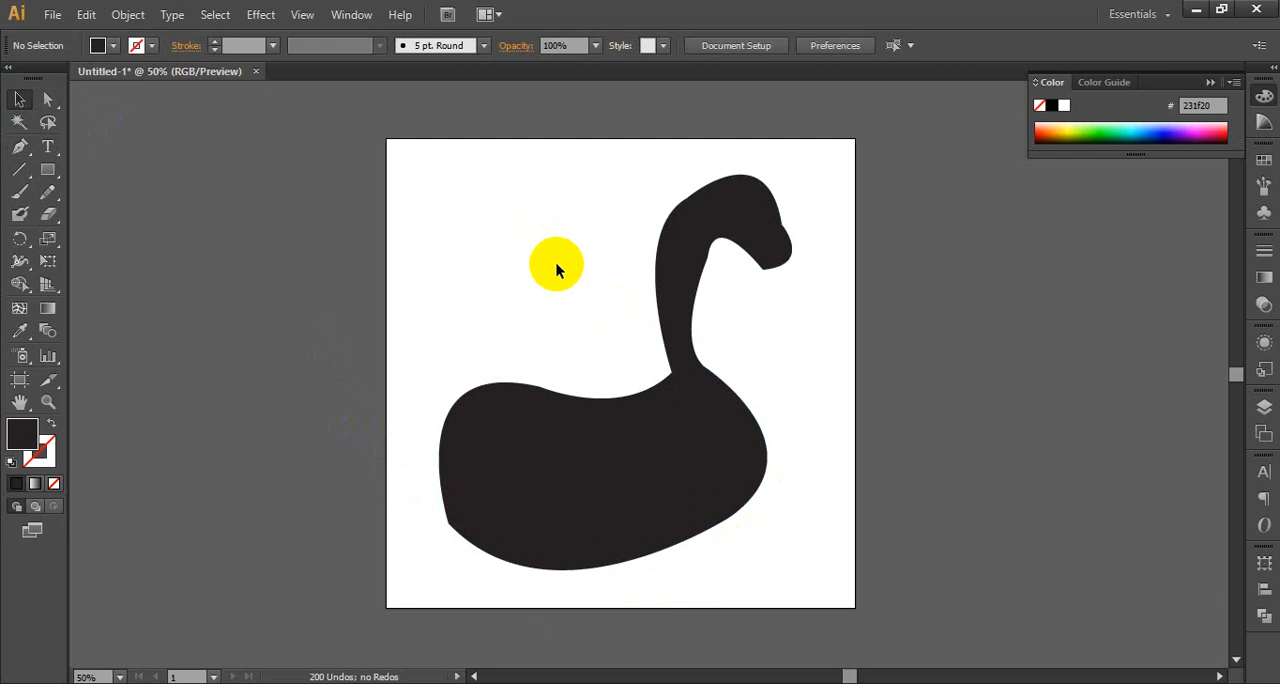 Ai File Edit Object Type Select Effect View Window Help Br Essentials
No Selection Stroke: 5 pt. Round Opacity: 100% Style: Document Setup Preferences
Untitled-1* @ 50% (RGB/Preview) ×
Color Color Guide
# 231f20
50% 1 200 Undos; no Redos